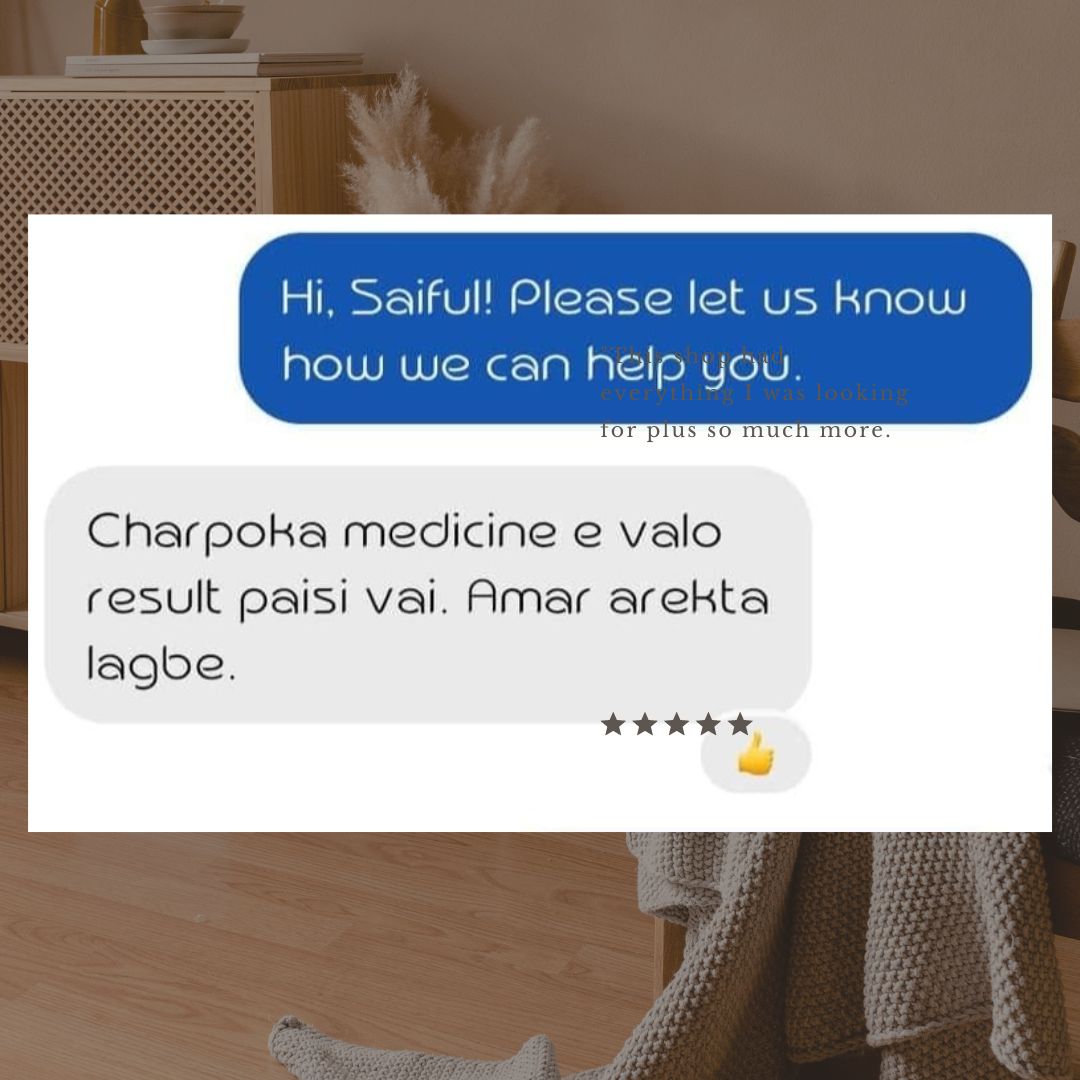 Hi, Saiful! Please let us know
how we can help you.
"This shop had
everything I was looking
for plus so much more.
Charpoka medicine e valo
result paisi vai. Amar arekta
lagbe.